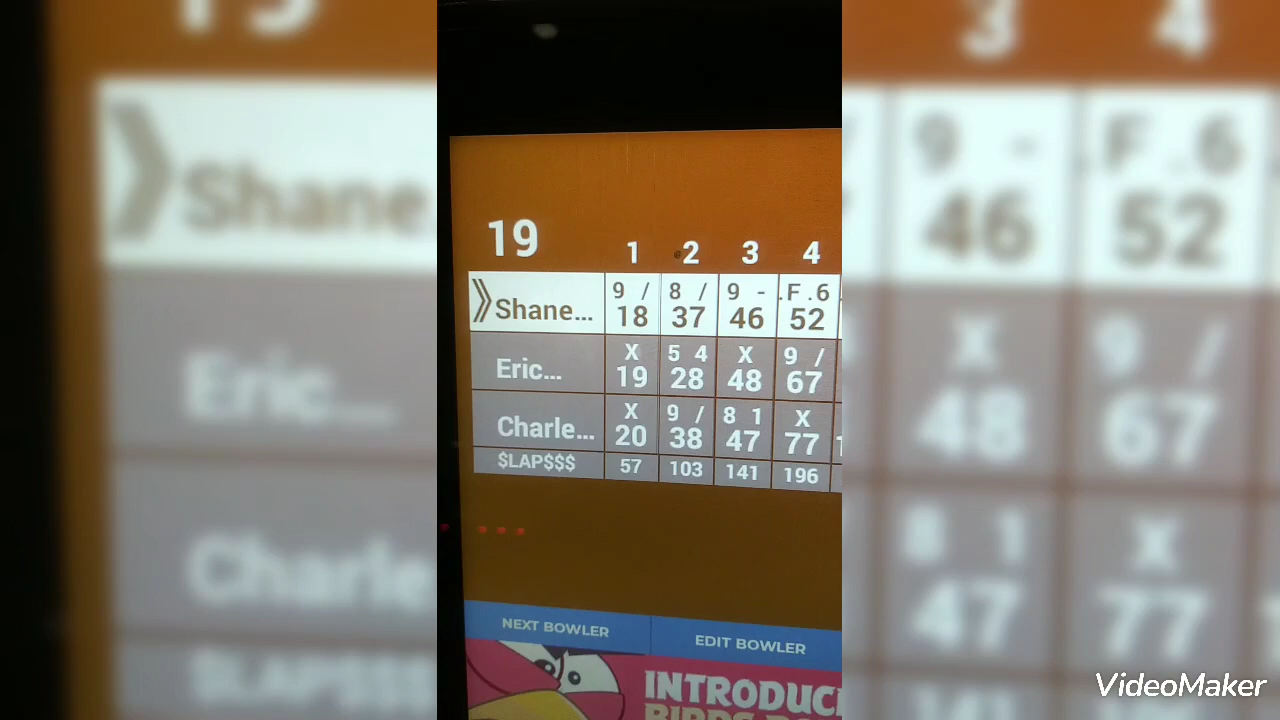 19
1 2 3 4
Shane... 9 / 8 / 9 - F.6
18 37 46 52
Eric... X 5 4 X 9 /
19 28 48 67
Charle... X 9 / 8 1 X
20 38 47 77
$LAP$$$ 57 103 141 196
NEXT BOWLER EDIT BOWLER
INTRODUC
VideoMaker